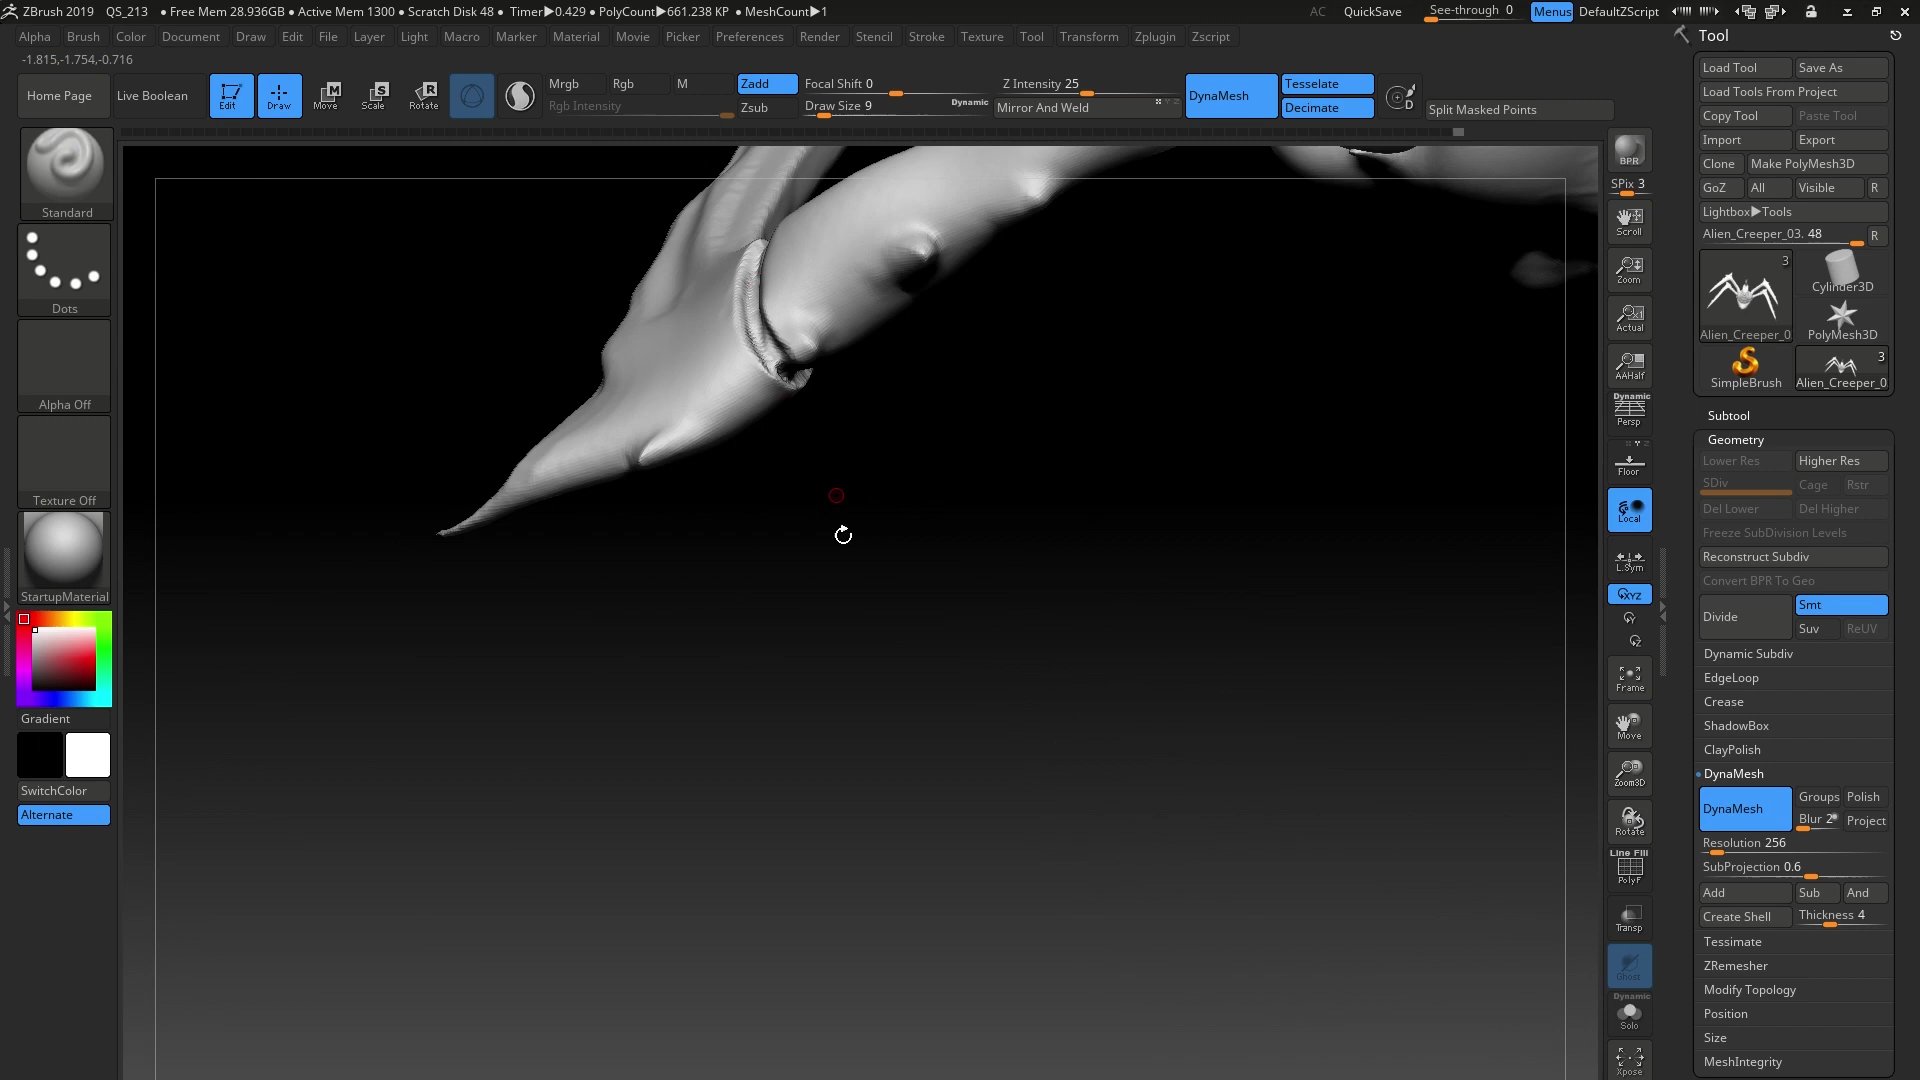 ZBrush 2019 QS_213 ● Free Mem 28.936GB ● Active Mem 1300 ● Scratch Disk 48 ● Timer▶0.429 ● PolyCount▶661.238 KP ● MeshCount▶1 AC QuickSave See-through 0 Menus DefaultZScript
Alpha Brush Color Document Draw Edit File Layer Light Macro Marker Material Movie Picker Preferences Render Stencil Stroke Texture Tool Transform Zplugin Zscript
-1.815,-1.754,-0.716
Home Page Live Boolean Edit Draw Move Scale Rotate
Mrgb Rgb M Zadd Focal Shift 0 Z Intensity 25 DynaMesh Tesselate
Rgb Intensity Zsub Draw Size 9 Dynamic Mirror And Weld Decimate Split Masked Points
Standard
Dots
Alpha Off
Texture Off
StartupMaterial
Gradient
SwitchColor
Alternate
BPR
SPix 3
Scroll
Zoom
Actual
AAHalf
Dynamic
Persp
Floor
Local
L.Sym
XYZ
Y
Z
Frame
Move
Zoom3D
Rotate
Line Fill
PolyF
Transp
Ghost
Dynamic
Solo
Xpose
Tool
Load Tool Save As
Load Tools From Project
Copy Tool Paste Tool
Import Export
Clone Make PolyMesh3D
GoZ All Visible R
Lightbox▶Tools
Alien_Creeper_03. 48 R
3
Cylinder3D
Alien_Creeper_0 PolyMesh3D
3
SimpleBrush Alien_Creeper_0
Subtool
Geometry
Lower Res Higher Res
SDiv Cage Rstr
Del Lower Del Higher
Freeze SubDivision Levels
Reconstruct Subdiv
Convert BPR To Geo
Divide Smt
Suv ReUV
Dynamic Subdiv
EdgeLoop
Crease
ShadowBox
ClayPolish
DynaMesh
DynaMesh Groups Polish
Blur 2 Project
Resolution 256
SubProjection 0.6
Add Sub And
Create Shell Thickness 4
Tessimate
ZRemesher
Modify Topology
Position
Size
MeshIntegrity